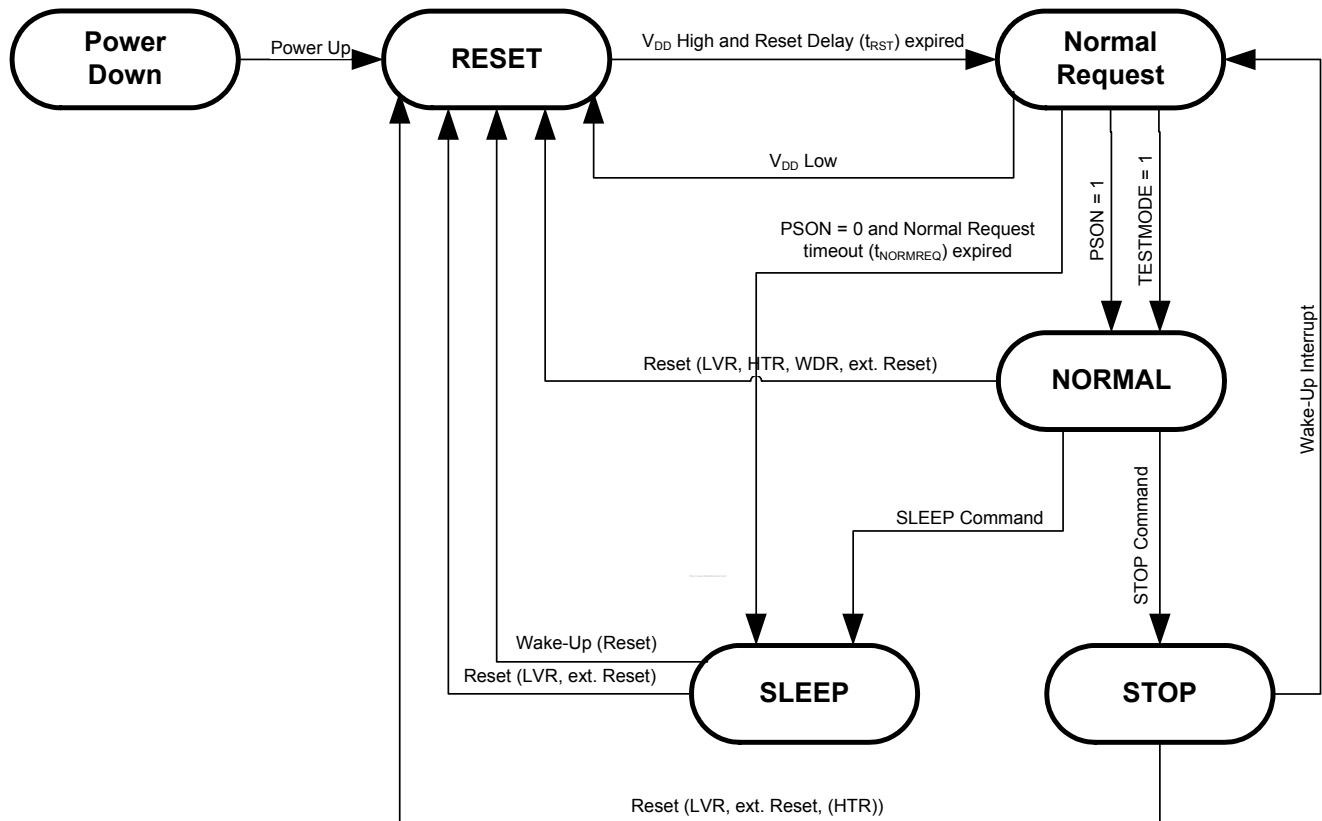 Power
Down
Power Up
RESET
VDD High and Reset Delay (tRST) expired
Normal
Request
VDD Low
PSON = 1
TESTMODE = 1
PSON = 0 and Normal Request
timeout (tNORMREQ) expired
Reset (LVR, HTR, WDR, ext. Reset)
NORMAL
Wake-Up Interrupt
SLEEP Command
STOP Command
Wake-Up (Reset)
Reset (LVR, ext. Reset)
SLEEP
STOP
Reset (LVR, ext. Reset, (HTR))